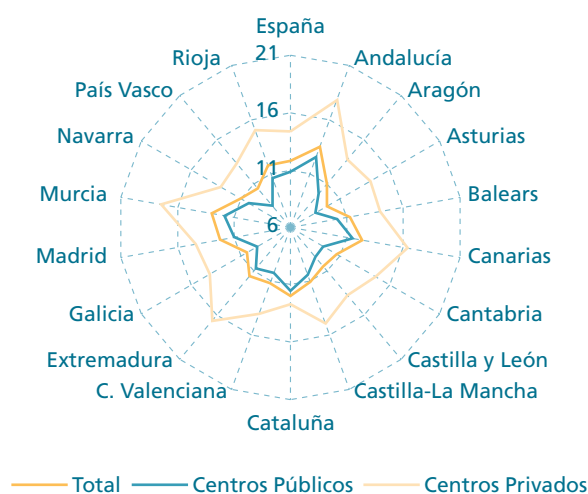 España
21
Rioja
Andalucía
País Vasco
Aragón
16
Navarra
Asturias
11
Murcia
Balears
6
Madrid
Canarias
Galicia
Cantabria
Extremadura
Castilla y León
C. Valenciana
Castilla-La Mancha
Cataluña
Total
Centros Públicos
Centros Privados